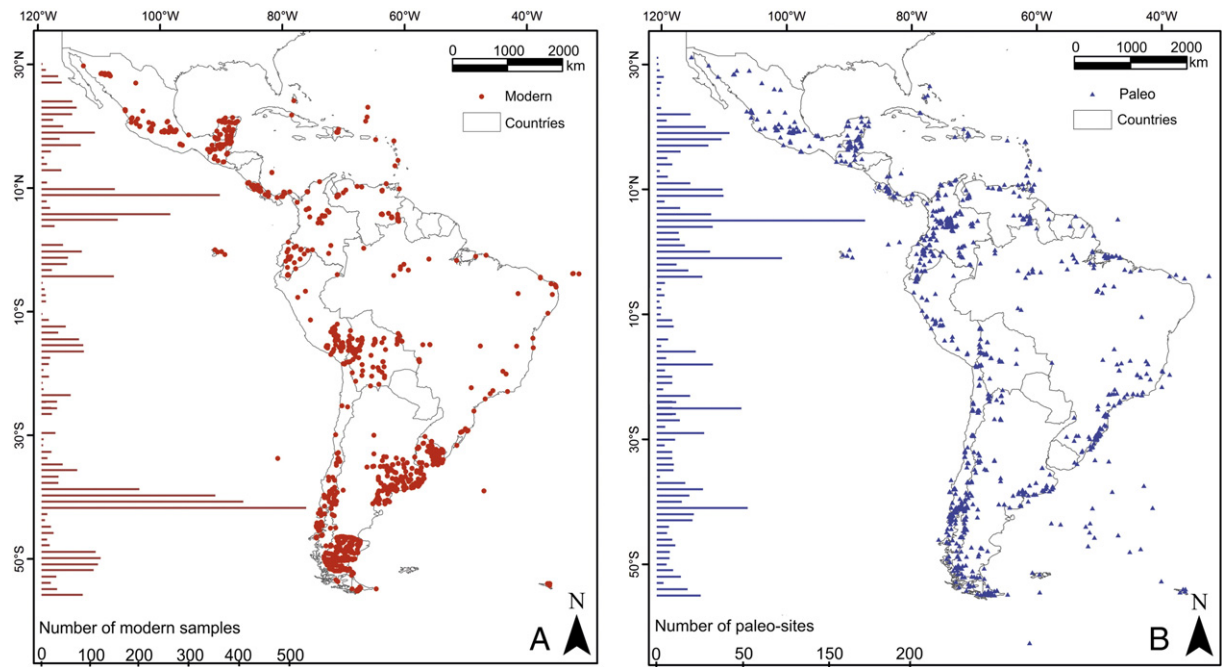 120°W 100°W 80°W 60°W 40°W
30°N
10°N
10°S
30°S
50°S
0 1000 2000
km
Modern
Countries
N
A
Number of modern samples
0 100 200 300 400 500
120°W 100°W 80°W 60°W 40°W
30°N
10°N
10°S
30°S
50°S
0 1000 2000
km
Paleo
Countries
N
B
Number of paleo-sites
0 50 150 200